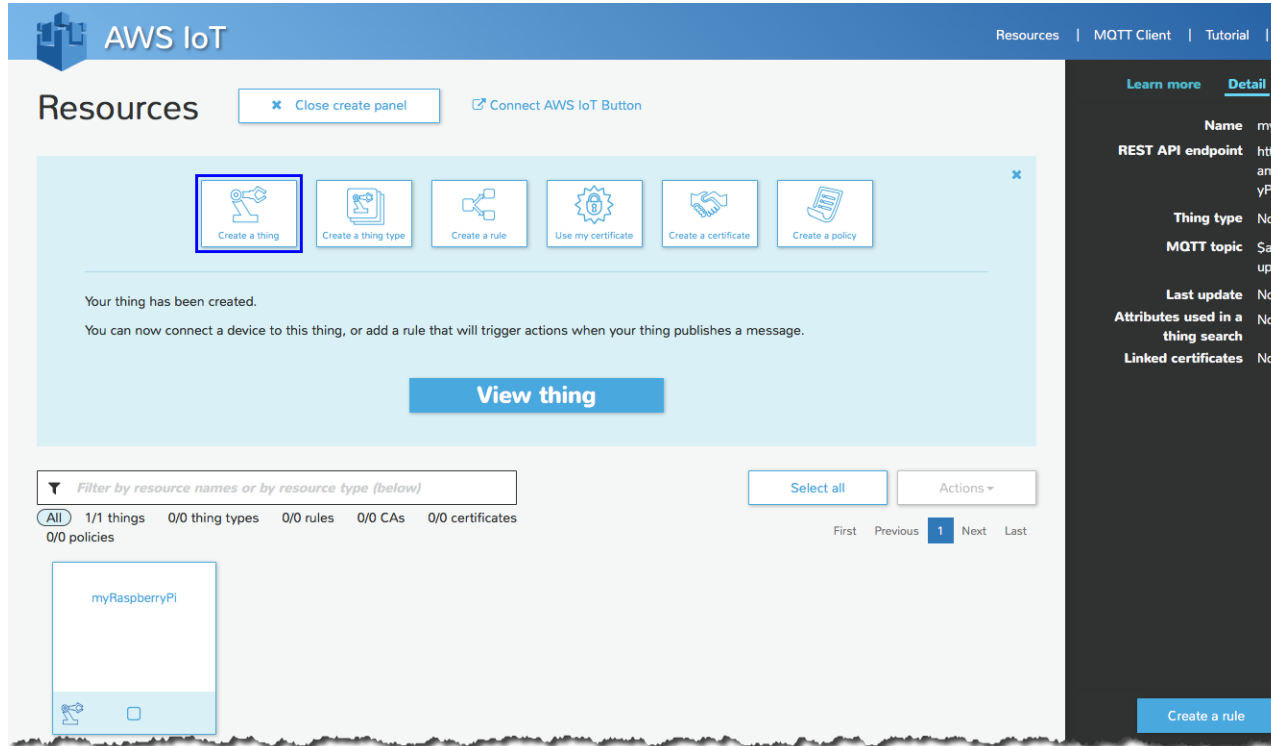 AWS IoT
Resources | MQTT Client | Tutorial |
Resources
Close create panel
Connect AWS IoT Button
Create a thing
Create a thing type
Create a rule
Use my certificate
Create a certificate
Create a policy
Your thing has been created.
You can now connect a device to this thing, or add a rule that will trigger actions when your thing publishes a message.
View thing
Filter by resource names or by resource type (below)
Select all
Actions
All 1/1 things 0/0 thing types 0/0 rules 0/0 CAs 0/0 certificates
0/0 policies
First Previous 1 Next Last
myRaspberryPi
Learn more Detail
Name
REST API endpoint
Thing type
MQTT topic
Last update
Attributes used in a
thing search
Linked certificates
Create a rule